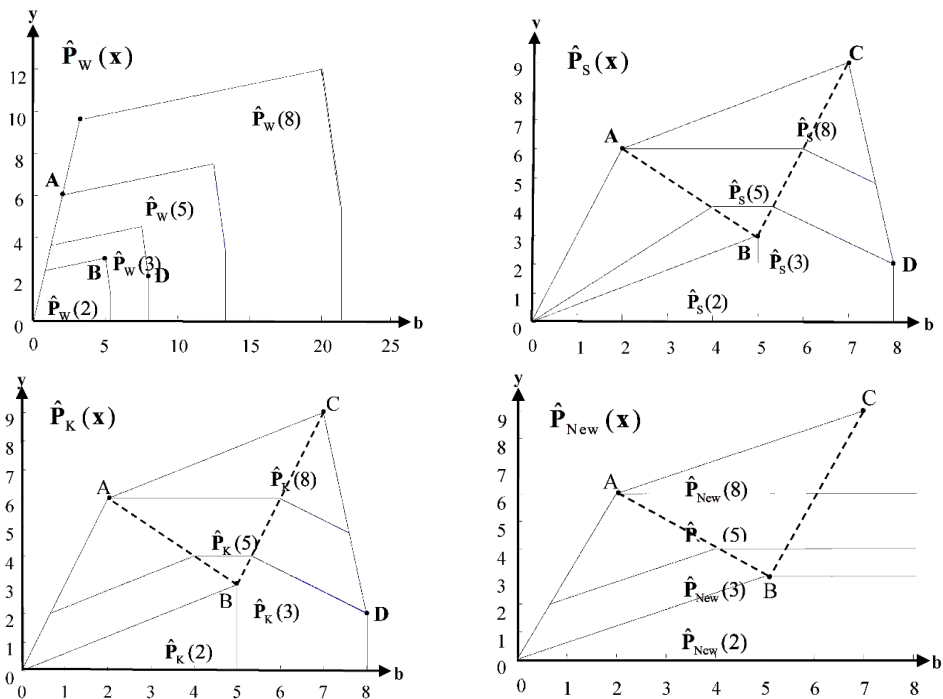 y
P̂W (x)
12
10
8
6
4
2
0
A
B
D
P̂W(8)
P̂W(5)
P̂W(3)
P̂W(2)
0 5 10 15 20 25
b
y
P̂S (x)
9
8
7
6
5
4
3
2
1
0
A
C
B
D
P̂S(8)
P̂S(5)
P̂S(3)
P̂S(2)
0 1 2 3 4 5 6 7 8
b
y
P̂K (x)
9
8
7
6
5
4
3
2
1
0
A
C
B
D
P̂K(8)
P̂K(5)
P̂K(3)
P̂K(2)
0 1 2 3 4 5 6 7 8
b
y
P̂New (x)
9
8
7
6
5
4
3
2
1
0
A
C
B
P̂New(8)
P̂New(5)
P̂New(3)
P̂New(2)
0 1 2 3 4 5 6 7 8
b